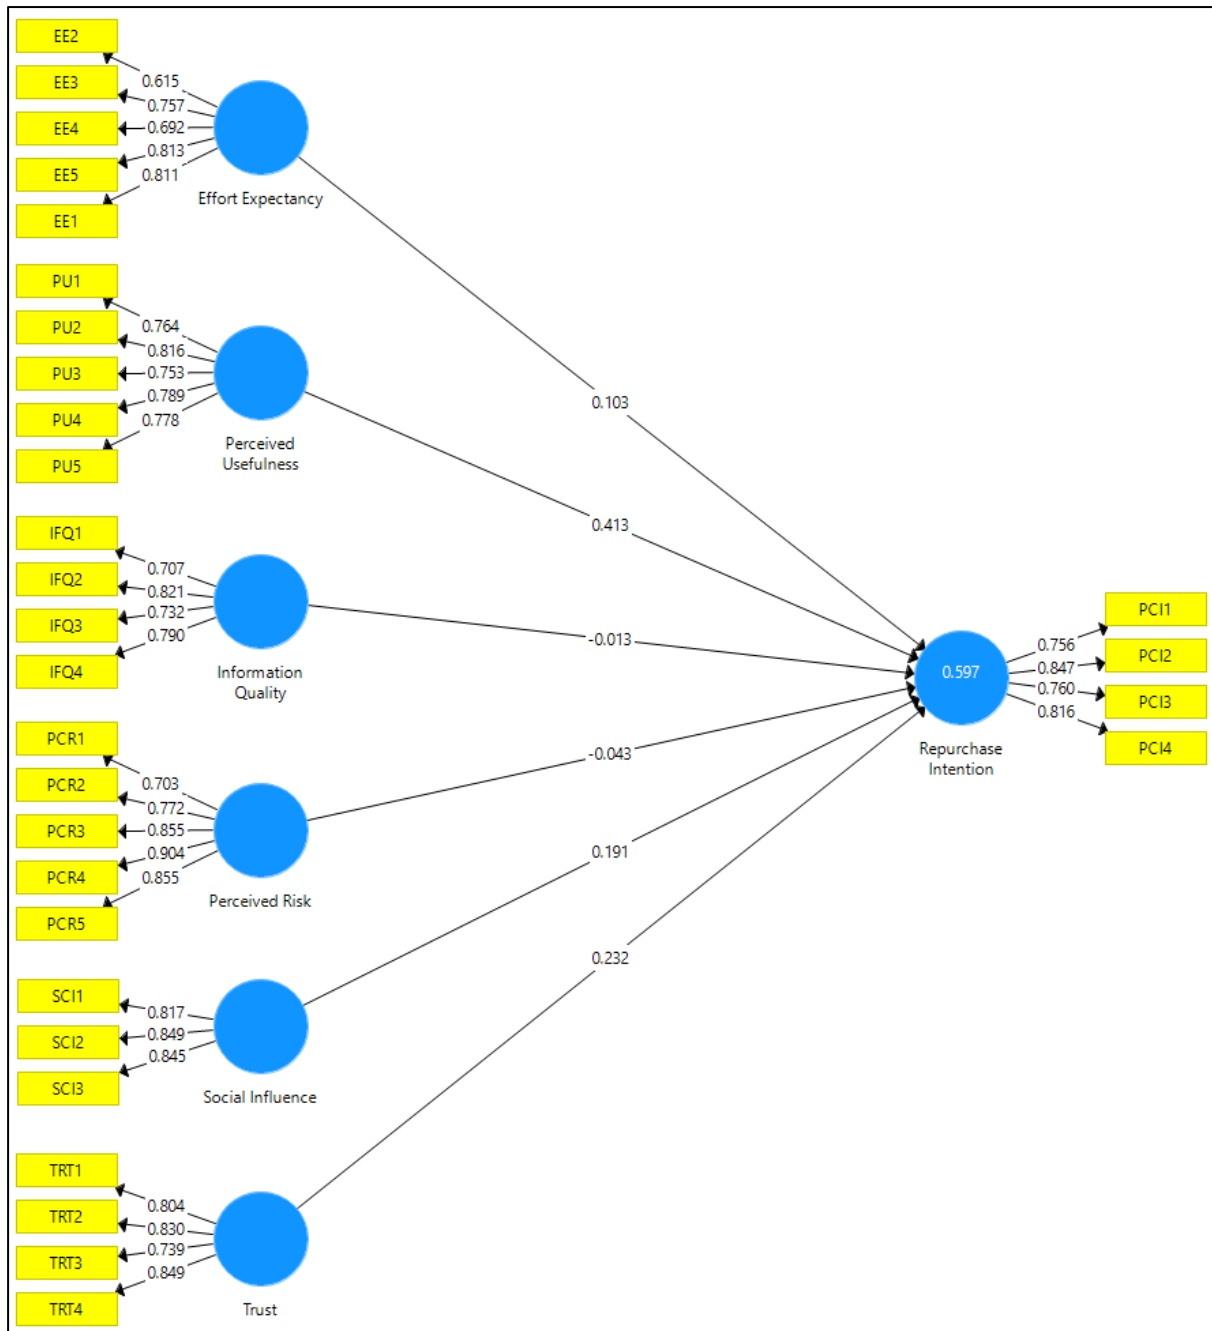 EE2
0.615
EE3
0.757
EE4
0.692
EE5
0.813
EE1
0.811
Effort Expectancy
0.103
PU1
0.764
PU2
0.816
PU3
0.753
PU4
0.789
PU5
0.778
Perceived
Usefulness
0.413
IFQ1
0.707
IFQ2
0.821
IFQ3
0.732
IFQ4
0.790
Information
Quality
-0.013
PCR1
0.703
PCR2
0.772
PCR3
0.855
PCR4
0.904
PCR5
0.855
Perceived Risk
-0.043
SCI1
0.817
SCI2
0.849
SCI3
0.845
Social Influence
0.191
TRT1
0.804
TRT2
0.830
TRT3
0.739
TRT4
0.849
Trust
0.232
0.597
Repurchase
Intention
PCI1
0.756
PCI2
0.847
PCI3
0.760
PCI4
0.816